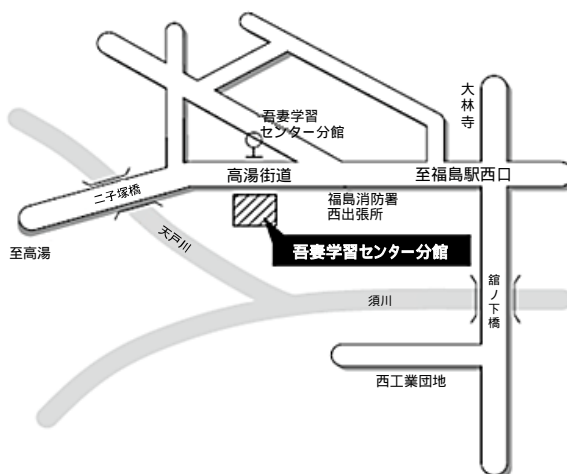 大林寺
吾妻学習
センター分館
高湯街道
至福島駅西口
二子塚橋
福島消防署
西出張所
至高湯
天戸川
吾妻学習センター分館
舘ノ下橋
須川
西工業団地